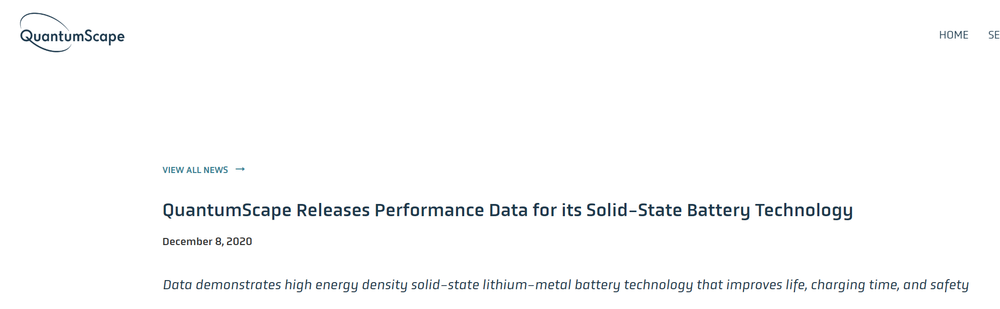 QuantumScape
HOME SE
VIEW ALL NEWS →
QuantumScape Releases Performance Data for its Solid-State Battery Technology
December 8, 2020
Data demonstrates high energy density solid-state lithium-metal battery technology that improves life, charging time, and safety